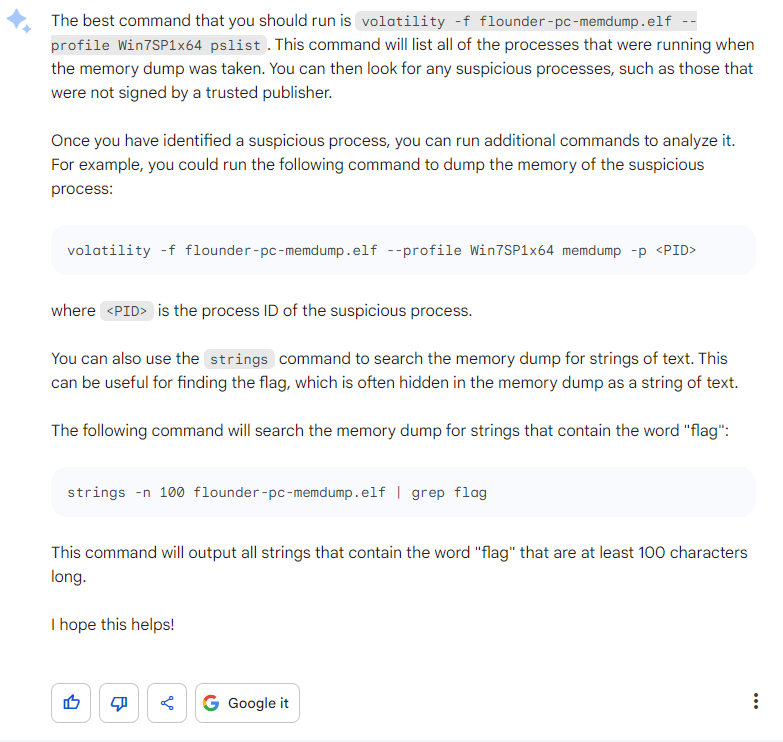 The best command that you should run is volatility -f flounder-pc-memdump.elf --
profile Win7SP1x64 pslist. This command will list all of the processes that were running when
the memory dump was taken. You can then look for any suspicious processes, such as those that
were not signed by a trusted publisher.
Once you have identified a suspicious process, you can run additional commands to analyze it.
For example, you could run the following command to dump the memory of the suspicious
process:
volatility -f flounder-pc-memdump.elf --profile Win7SP1x64 memdump -p <PID>
where <PID> is the process ID of the suspicious process.
You can also use the strings command to search the memory dump for strings of text. This
can be useful for finding the flag, which is often hidden in the memory dump as a string of text.
The following command will search the memory dump for strings that contain the word "flag":
strings -n 100 flounder-pc-memdump.elf | grep flag
This command will output all strings that contain the word "flag" that are at least 100 characters
long.
I hope this helps!
Google it